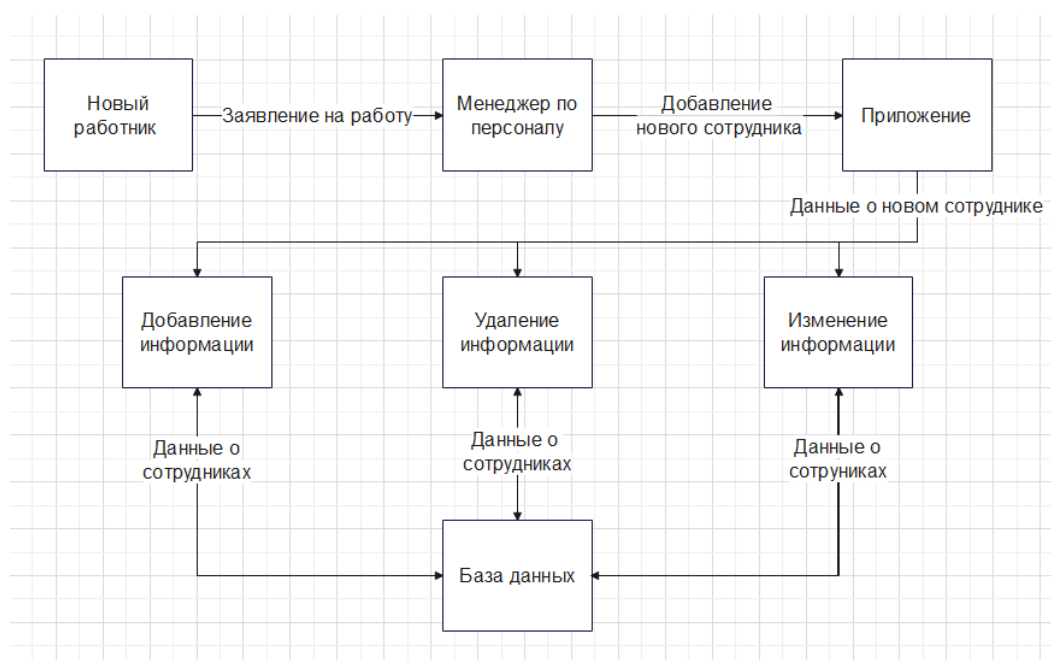 Новый
работник
Заявление на работу
Менеджер по
персоналу
Добавление
нового сотрудника
Приложение
Данные о новом сотруднике
Добавление
информации
Удаление
информации
Изменение
информации
Данные о
сотрудниках
Данные о
сотрудниках
Данные о
сотруниках
База данных